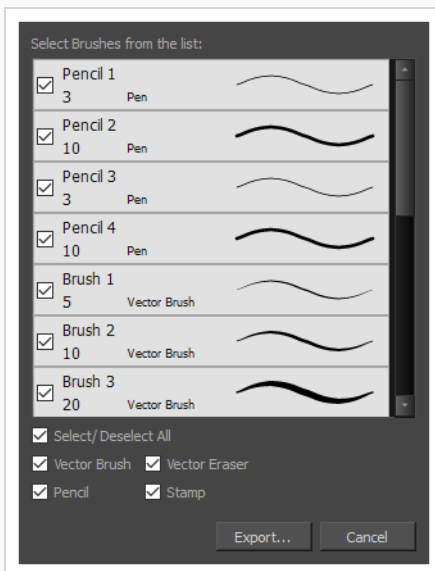 Select Brushes from the list:
Pencil 1
3 Pen
Pencil 2
10 Pen
Pencil 3
3 Pen
Pencil 4
10 Pen
Brush 1
5 Vector Brush
Brush 2
10 Vector Brush
Brush 3
20 Vector Brush
Select/ Deselect All
Vector Brush Vector Eraser
Pencil Stamp
Export... Cancel